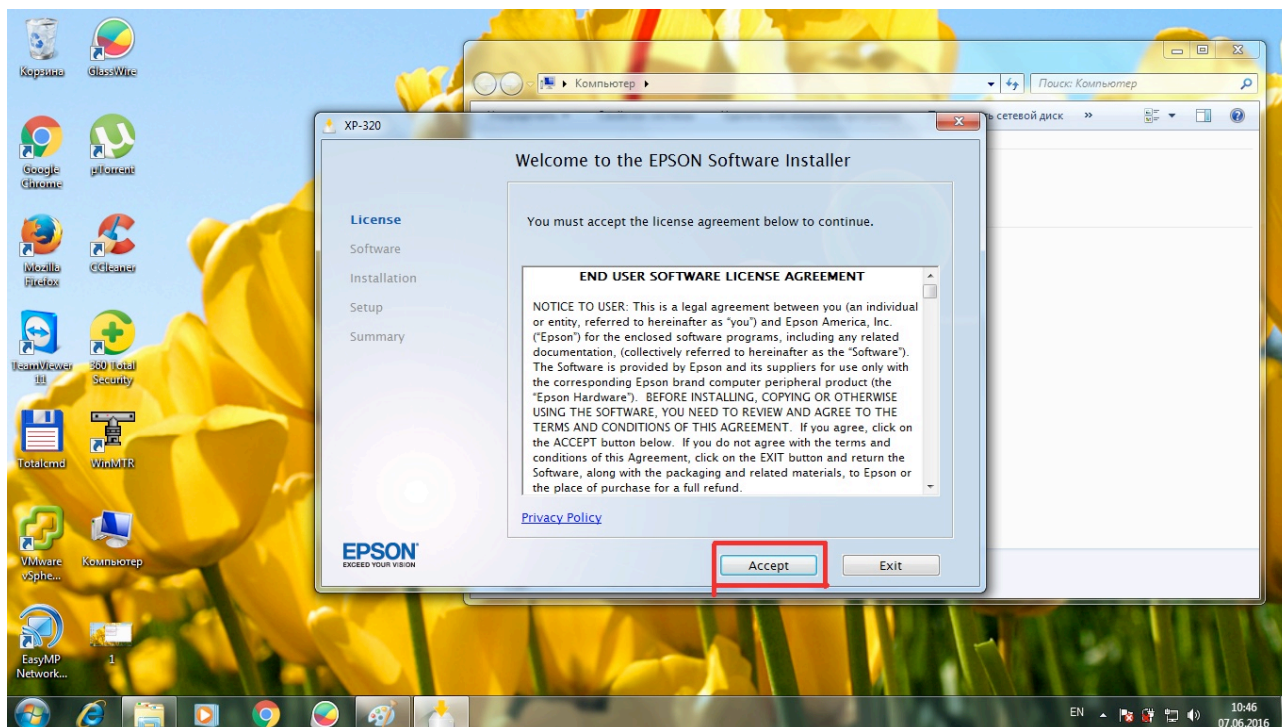 Корзина
GlassWire
Google
Chrome
µTorrent
Mozilla
Firefox
CCleaner
TeamViewer
11
360 Total
Security
Totalcmd
WinMTR
VMware
vSphe...
Компьютер
EasyMP
Network...
1
Компьютер
Поиск: Компьютер
сетевой диск »
XP-320
Welcome to the EPSON Software Installer
License
Software
Installation
Setup
Summary
You must accept the license agreement below to continue.
END USER SOFTWARE LICENSE AGREEMENT
NOTICE TO USER: This is a legal agreement between you (an individual
or entity, referred to hereinafter as “you”) and Epson America, Inc.
(“Epson”) for the enclosed software programs, including any related
documentation, (collectively referred to hereinafter as the “Software”).
The Software is provided by Epson and its suppliers for use only with
the corresponding Epson brand computer peripheral product (the
“Epson Hardware”). BEFORE INSTALLING, COPYING OR OTHERWISE
USING THE SOFTWARE, YOU NEED TO REVIEW AND AGREE TO THE
TERMS AND CONDITIONS OF THIS AGREEMENT. If you agree, click on
the ACCEPT button below. If you do not agree with the terms and
conditions of this Agreement, click on the EXIT button and return the
Software, along with the packaging and related materials, to Epson or
the place of purchase for a full refund.
Privacy Policy
EPSON
EXCEED YOUR VISION
Accept
Exit
EN
10:46
07.06.2016